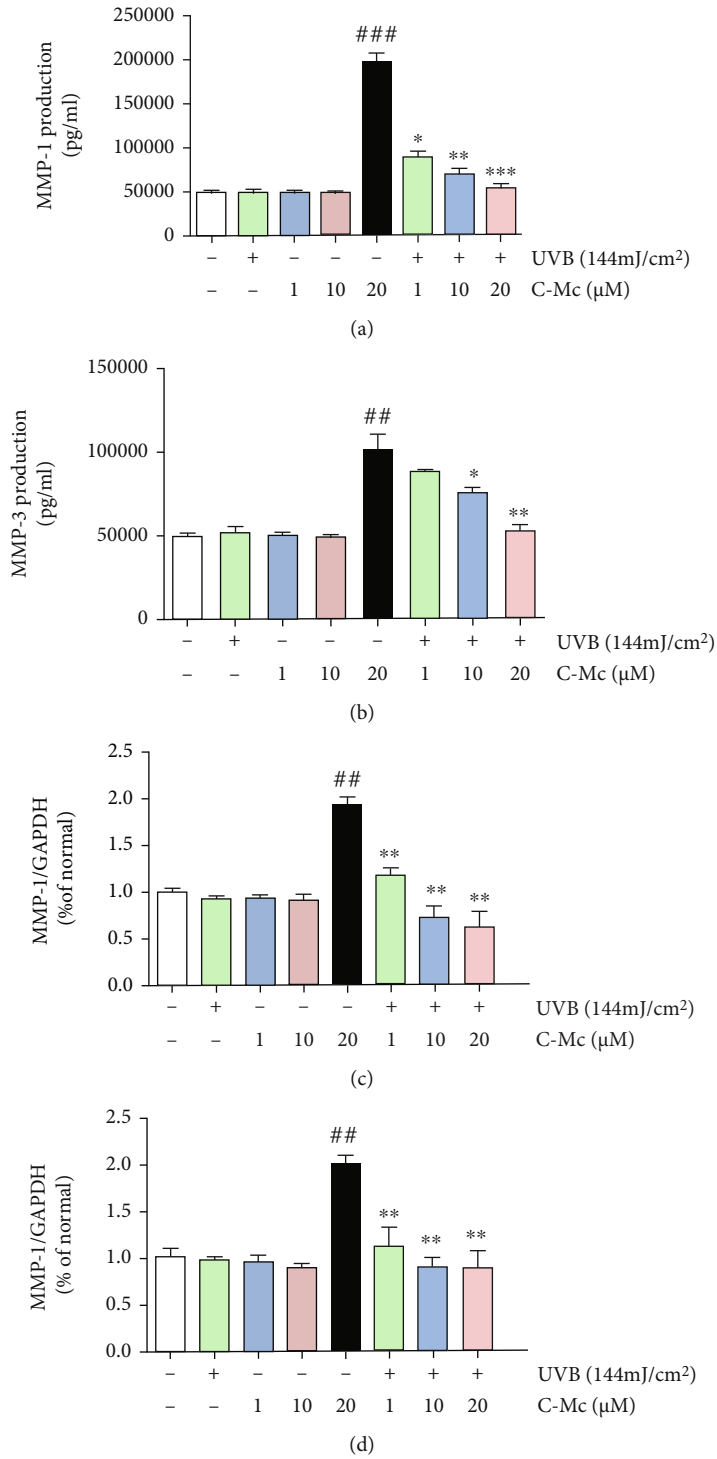 250000
200000
150000
100000
50000
0
MMP-1 production
(pg/ml)
###
*
**
***
– + – – – + + + UVB (144mJ/cm²)
– – 1 10 20 1 10 20 C-Mc (μM)
(a)
150000
100000
50000
0
MMP-3 production
(pg/ml)
##
*
**
– + – – – + + + UVB (144mJ/cm²)
– – 1 10 20 1 10 20 C-Mc (μM)
(b)
2.5
2.0
1.5
1.0
0.5
0.0
MMP-1/GAPDH
(%of normal)
##
**
**
**
– + – – – + + + UVB (144mJ/cm²)
– – 1 10 20 1 10 20 C-Mc (μM)
(c)
2.5
2.0
1.5
1.0
0.5
0.0
MMP-1/GAPDH
(% of normal)
##
**
**
**
– + – – – + + + UVB (144mJ/cm²)
– – 1 10 20 1 10 20 C-Mc (μM)
(d)